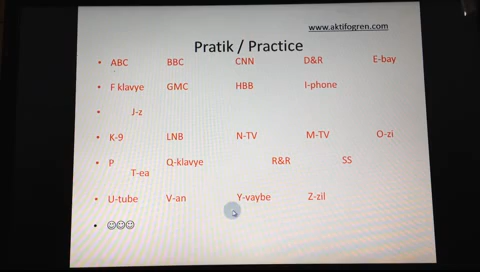 www.aktifogren.com
Pratik / Practice
• ABC BBC CNN D&R E-bay
• F klavye GMC HBB I-phone
• J-z
• K-9 LNB N-TV M-TV O-zi
• P Q-klavye R&R SS
T-ea
• U-tube V-an Y-vaybe Z-zil
• ☺☺☺